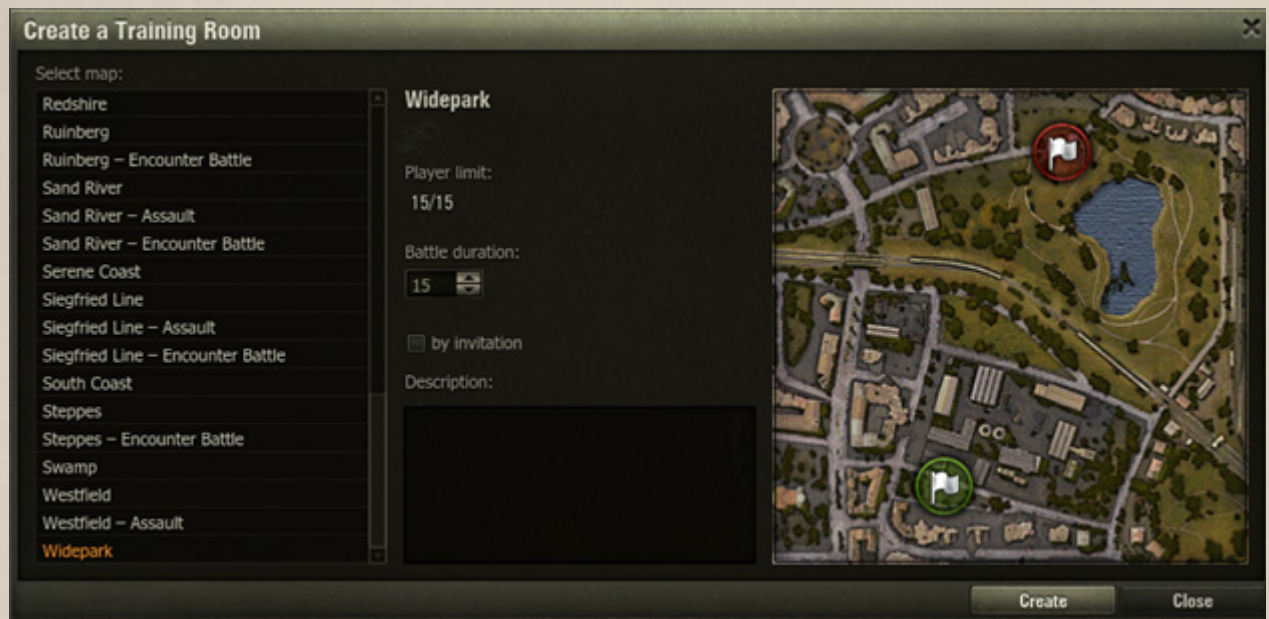 Create a Training Room
Select map:
Redshire
Ruinberg
Ruinberg – Encounter Battle
Sand River
Sand River – Assault
Sand River – Encounter Battle
Serene Coast
Siegfried Line
Siegfried Line – Assault
Siegfried Line – Encounter Battle
South Coast
Steppes
Steppes – Encounter Battle
Swamp
Westfield
Westfield – Assault
Widepark
Widepark
Player limit:
15/15
Battle duration:
15
by invitation
Description:
Create
Close